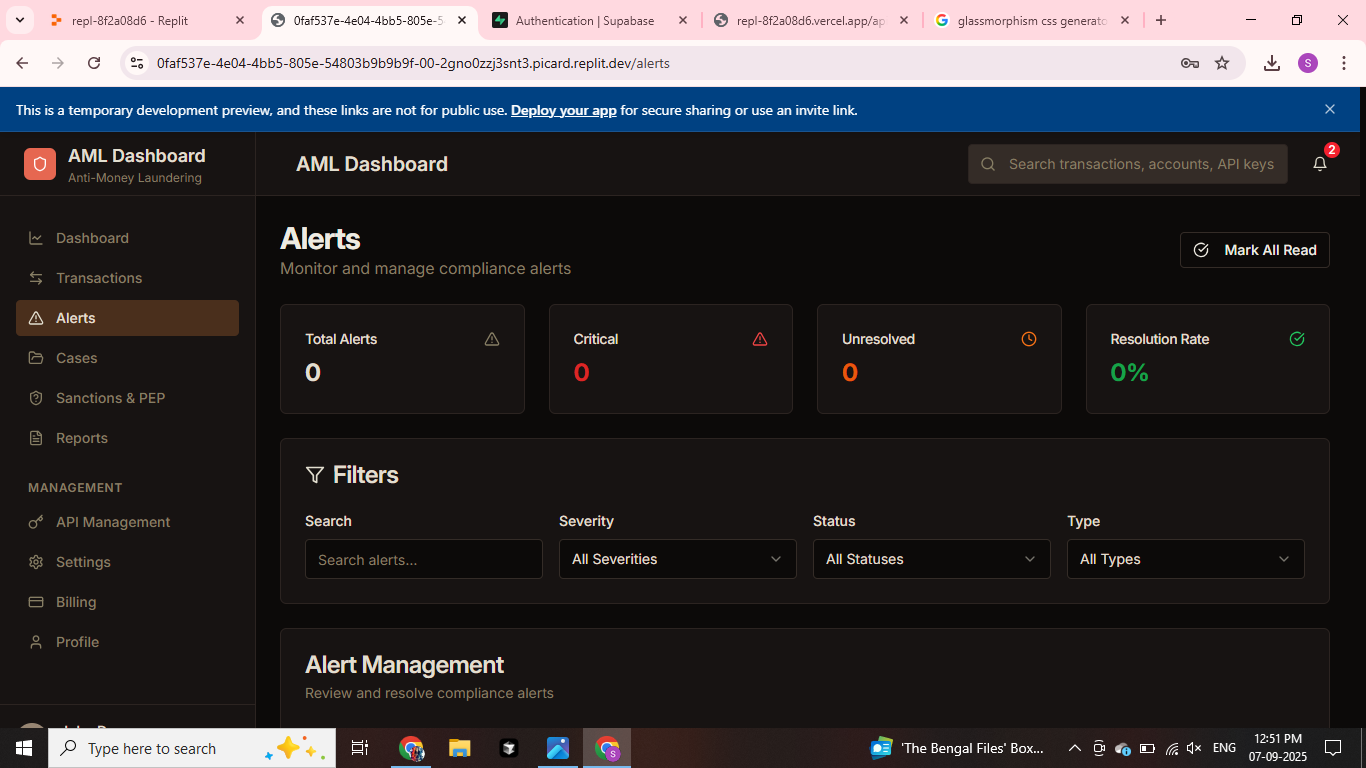 repl-8f2a08d6 - Replit
0faf537e-4e04-4bb5-805e-5
Authentication | Supabase
repl-8f2a08d6.vercel.app/ap
glassmorphism css generato
0faf537e-4e04-4bb5-805e-54803b9b9b9f-00-2gno0zzj3snt3.picard.replit.dev/alerts
S
This is a temporary development preview, and these links are not for public use. Deploy your app for secure sharing or use an invite link.
AML Dashboard
Anti-Money Laundering
AML Dashboard
Search transactions, accounts, API keys
2
Dashboard
Transactions
Alerts
Cases
Sanctions & PEP
Reports
MANAGEMENT
API Management
Settings
Billing
Profile
Alerts
Monitor and manage compliance alerts
Mark All Read
Total Alerts
0
Critical
0
Unresolved
0
Resolution Rate
0%
Filters
Search
Search alerts...
Severity
All Severities
Status
All Statuses
Type
All Types
Alert Management
Review and resolve compliance alerts
Type here to search
'The Bengal Files' Box...
ENG
12:51 PM
07-09-2025